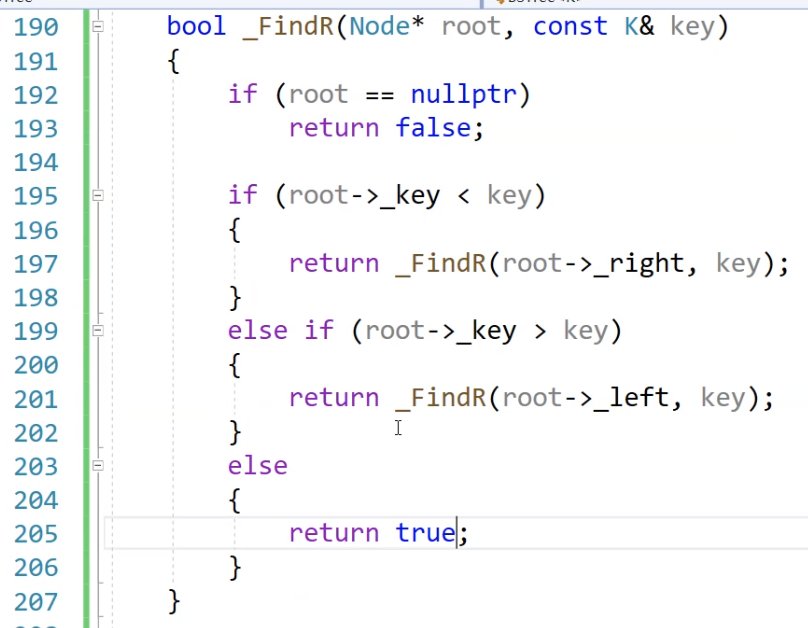 190 bool _FindR(Node* root, const K& key)
191 {
192 if (root == nullptr)
193 return false;
194
195 if (root->_key < key)
196 {
197 return _FindR(root->_right, key);
198 }
199 else if (root->_key > key)
200 {
201 return _FindR(root->_left, key);
202 }
203 else
204 {
205 return true;
206 }
207 }